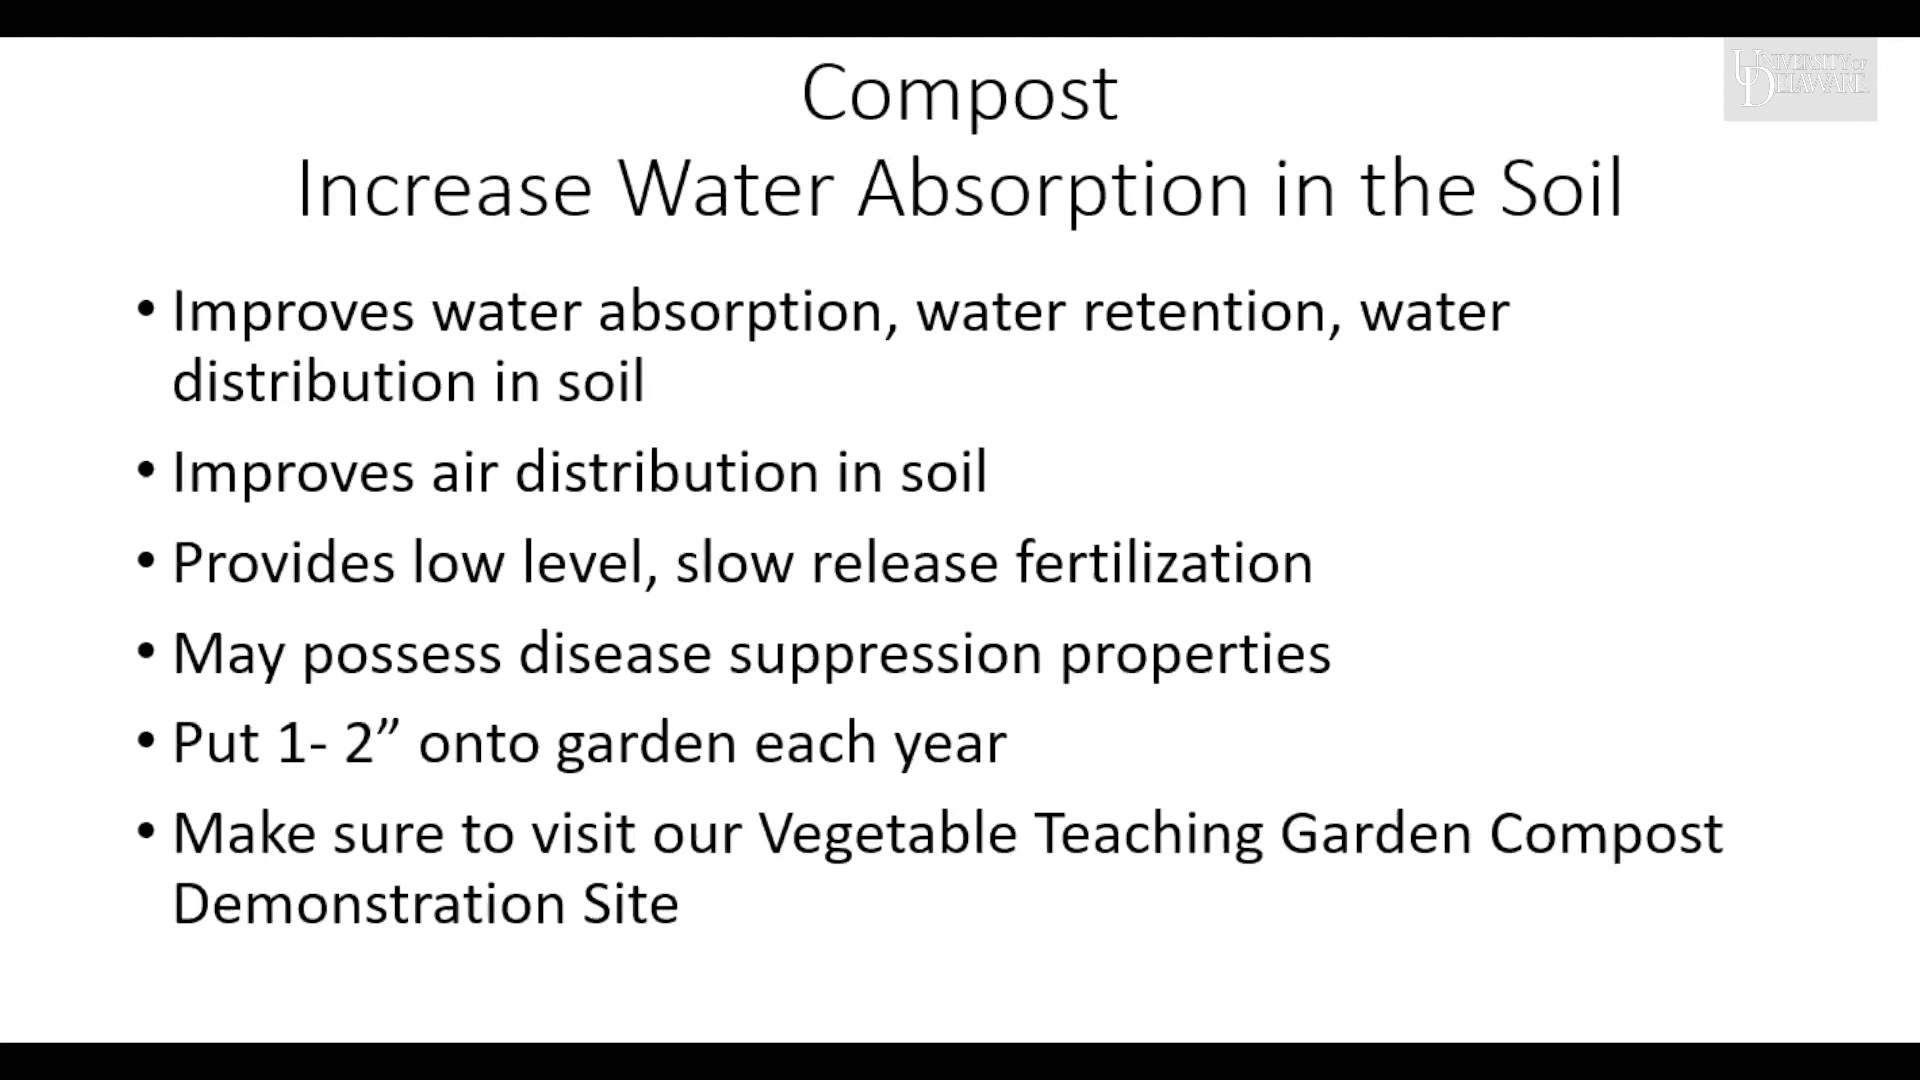 Compost
Increase Water Absorption in the Soil
UNIVERSITY OF
DELAWARE
• Improves water absorption, water retention, water
distribution in soil
• Improves air distribution in soil
• Provides low level, slow release fertilization
• May possess disease suppression properties
• Put 1- 2” onto garden each year
• Make sure to visit our Vegetable Teaching Garden Compost
Demonstration Site